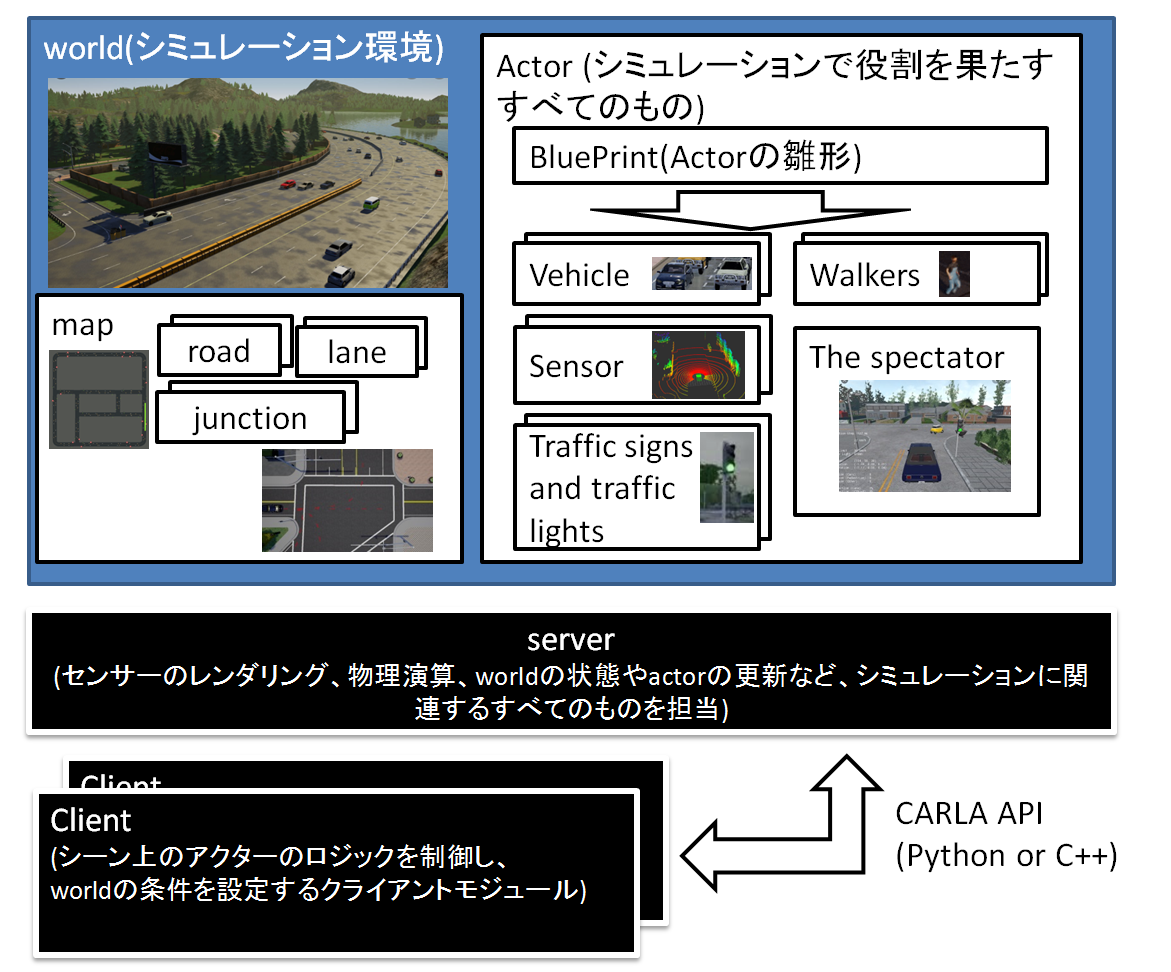 world(シミュレーション環境)
Actor (シミュレーションで役割を果たす
すべてのもの)
BluePrint(Actorの雛形)
Vehicle
Walkers
Sensor
The spectator
Traffic signs
and traffic
lights
map
road
lane
junction
server
(センサーのレンダリング、物理演算、worldの状態やactorの更新など、シミュレーションに関
連するすべてのものを担当)
Client
Client
(シーン上のアクターのロジックを制御し、
worldの条件を設定するクライアントモジュール)
CARLA API
(Python or C++)